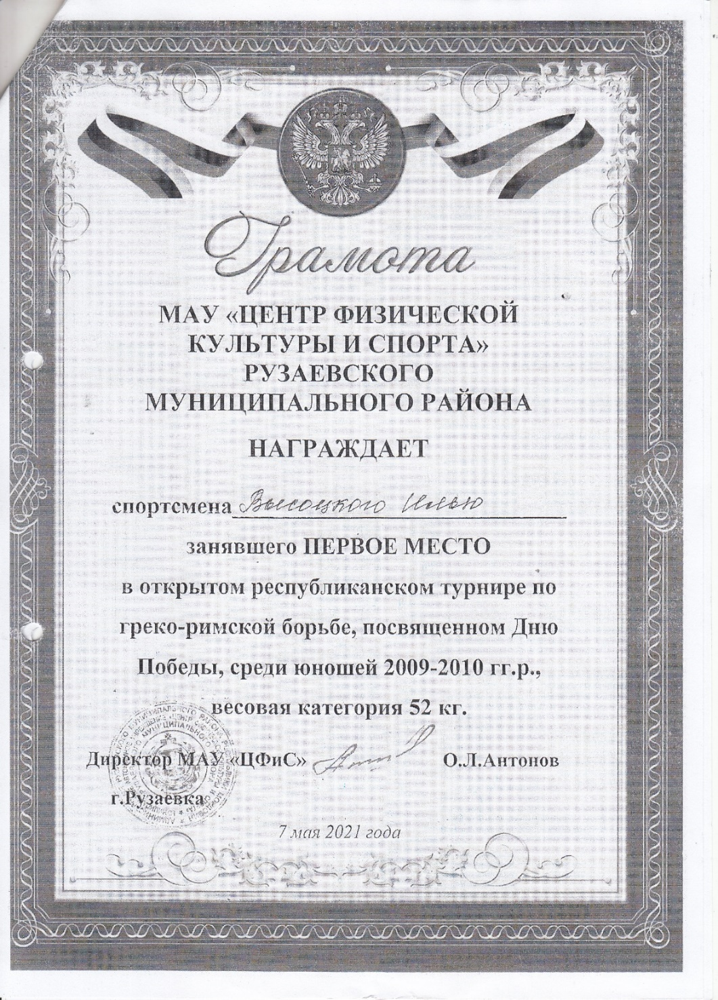 Грамота
МАУ «ЦЕНТР ФИЗИЧЕСКОЙ
КУЛЬТУРЫ И СПОРТА»
РУЗАЕВСКОГО
МУНИЦИПАЛЬНОГО РАЙОНА
НАГРАЖДАЕТ
спортсмена Высоцкого Илью
занявшего ПЕРВОЕ МЕСТО
в открытом республиканском турнире по
греко-римской борьбе, посвященном Дню
Победы, среди юношей 2009-2010 гг.р.,
весовая категория 52 кг.
Директор МАУ «ЦФиС» О.Л.Антонов
г.Рузаевка
7 мая 2021 года